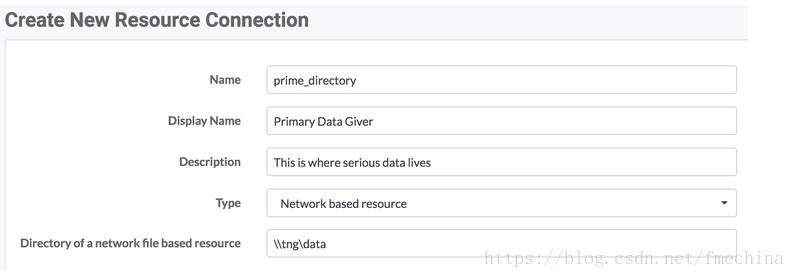 Create New Resource Connection
Name prime_directory
Display Name Primary Data Giver
Description This is where serious data lives
Type Network based resource
Directory of a network file based resource \\tng\data
https://blog.csdn.net/fmechina